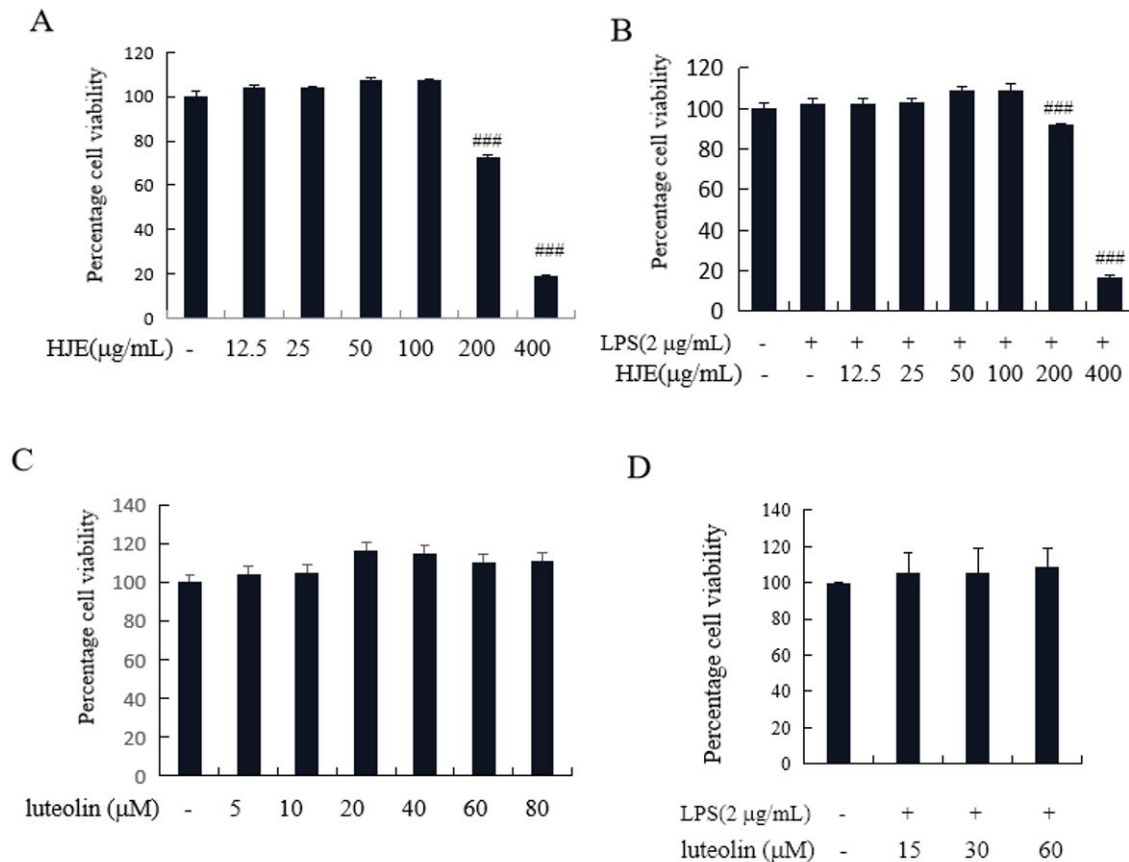 A
Percentage cell viability
120
100
80
60
40
20
0
###
###
HJE(μg/mL) - 12.5 25 50 100 200 400
B
Percentage cell viability
120
100
80
60
40
20
0
###
###
LPS(2 μg/mL) - + + + + + + +
HJE(μg/mL) - - 12.5 25 50 100 200 400
C
Percentage cell viability
140
120
100
80
60
40
20
0
luteolin (μM) - 5 10 20 40 60 80
D
Percentage cell viability
140
120
100
80
60
40
20
0
LPS(2 μg/mL) - + + +
luteolin (μM) - 15 30 60